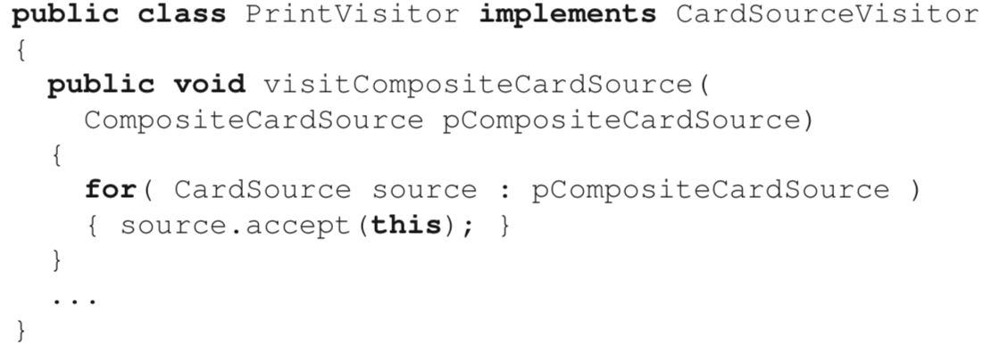 public class PrintVisitor implements CardSourceVisitor
{
public void visitCompositeCardSource(
CompositeCardSource pCompositeCardSource)
{
for( CardSource source : pCompositeCardSource )
{ source.accept(this); }
}
...
}